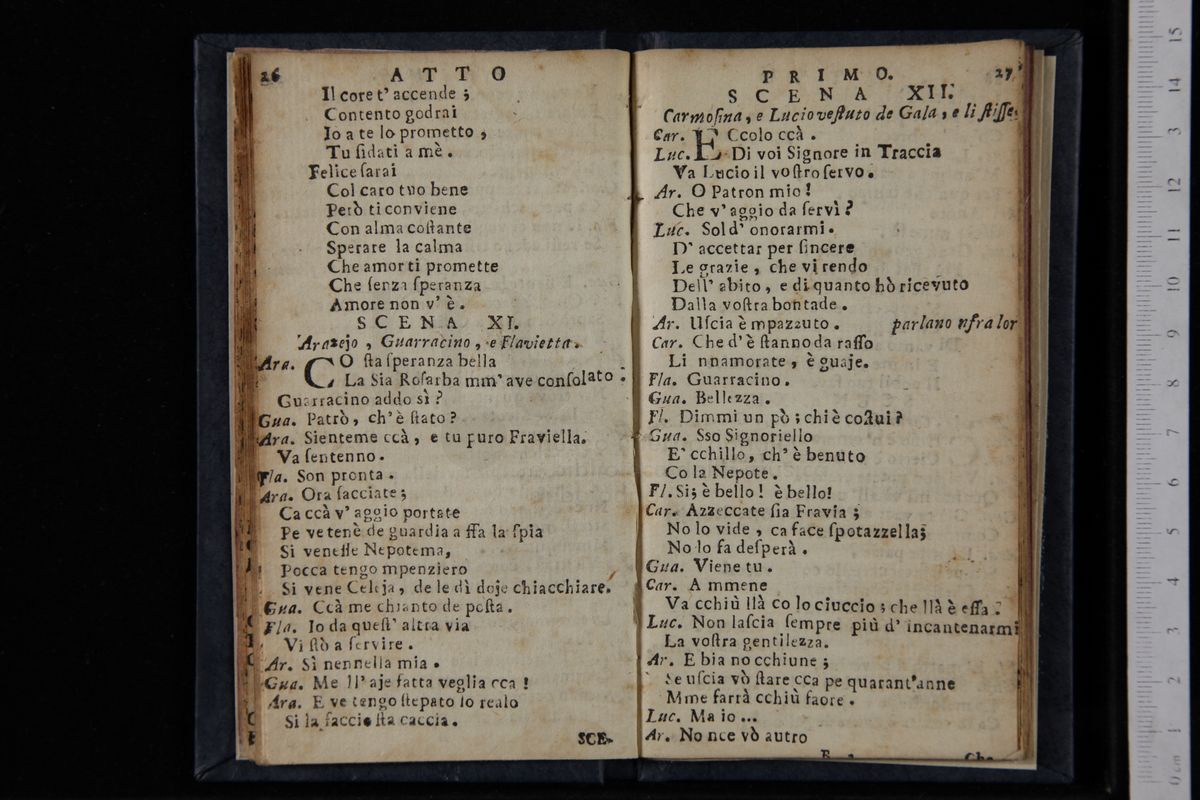 26 ATTO
Il core t' accende ;
Contento godrai
Io a te lo prometto ,
Tu fidati a mè .
Felice ſarai
Col caro tuo bene
Però ti conviene
Con alma coſtante
Sperare la calma
Che amor ti promette
Che ſenza ſperanza
Amore non v' è .
SCENA XI.
Arazejo , Guarracino , e Flavietta.
Ara. CO ſta ſperanza bella
La Sia Roſarba mm' ave conſolato :
Guarracino addo sì ?
Gua. Patrò, ch' è ſtato ?
Ara. Sienteme ccà , e tu puro Fraviella.
Va ſentenno .
Fla. Son pronta .
Ara. Ora ſacciate ;
Ca ccà v' aggio portate
Pe ve tenè de guardia a ffa la ſpia
Si veneſſe Nepotema,
Pocca tengo mpenziero
Si vene Celeja, de le dì doje chiacchiare.
Gua. Ccà me chianto de poſta .
Fla. Io da queſt' altra via
Vi ſtò a ſervire .
Ar. Sì nennella mia .
Gua. Me ll' aje fatta veglia cca !
Ara. E ve tengo ſtepato lo realo
Si la faccio ſta caccia .
SCE-
PRIMO. 27
SCENA XII.
Carmoſina , e Lucio veſtuto de Gala , e li ſtiſſe.
Car. ECcolo ccà .
Luc. Di voi Signore in Traccia
Va Lucio il voſtro ſervo .
Ar. O Patron mio !
Che v' aggio da ſervì ?
Luc. Sol d' onorarmi .
D' accettar per ſincere
Le grazie , che vi rendo
Dell' abito , e di quanto hò ricevuto
Dalla voſtra bontade .
Ar. Uſcia è mpazzuto . parlano nfra lor
Car. Che d' è ſtanno da raſſo
Li nnamorate , è guaje.
Fla. Guarracino .
Gua. Bellezza .
Fl. Dimmi un pò ; chi è coſtui ?
Gua. Sso Signoriello
E' cchillo, ch' è benuto
Co la Nepote .
Fl. Si; è bello ! è bello!
Car. Azzeccate ſia Fravia ;
No lo vide , ca face ſpotazzella;
No lo fa deſperà .
Gua. Viene tu .
Car. A mmene
Va cchiù llà co lo ciuccio ; che llà è eſſa .
Luc. Non laſcia ſempre più d' incantenarmi
La voſtra gentilezza.
Ar. E bia no cchiune ;
Se uſcia vò ſtare cca pe quarant' anne
Mme farrà cchiù faore .
Luc. Ma io ...
Ar. No nce vò autro
Che